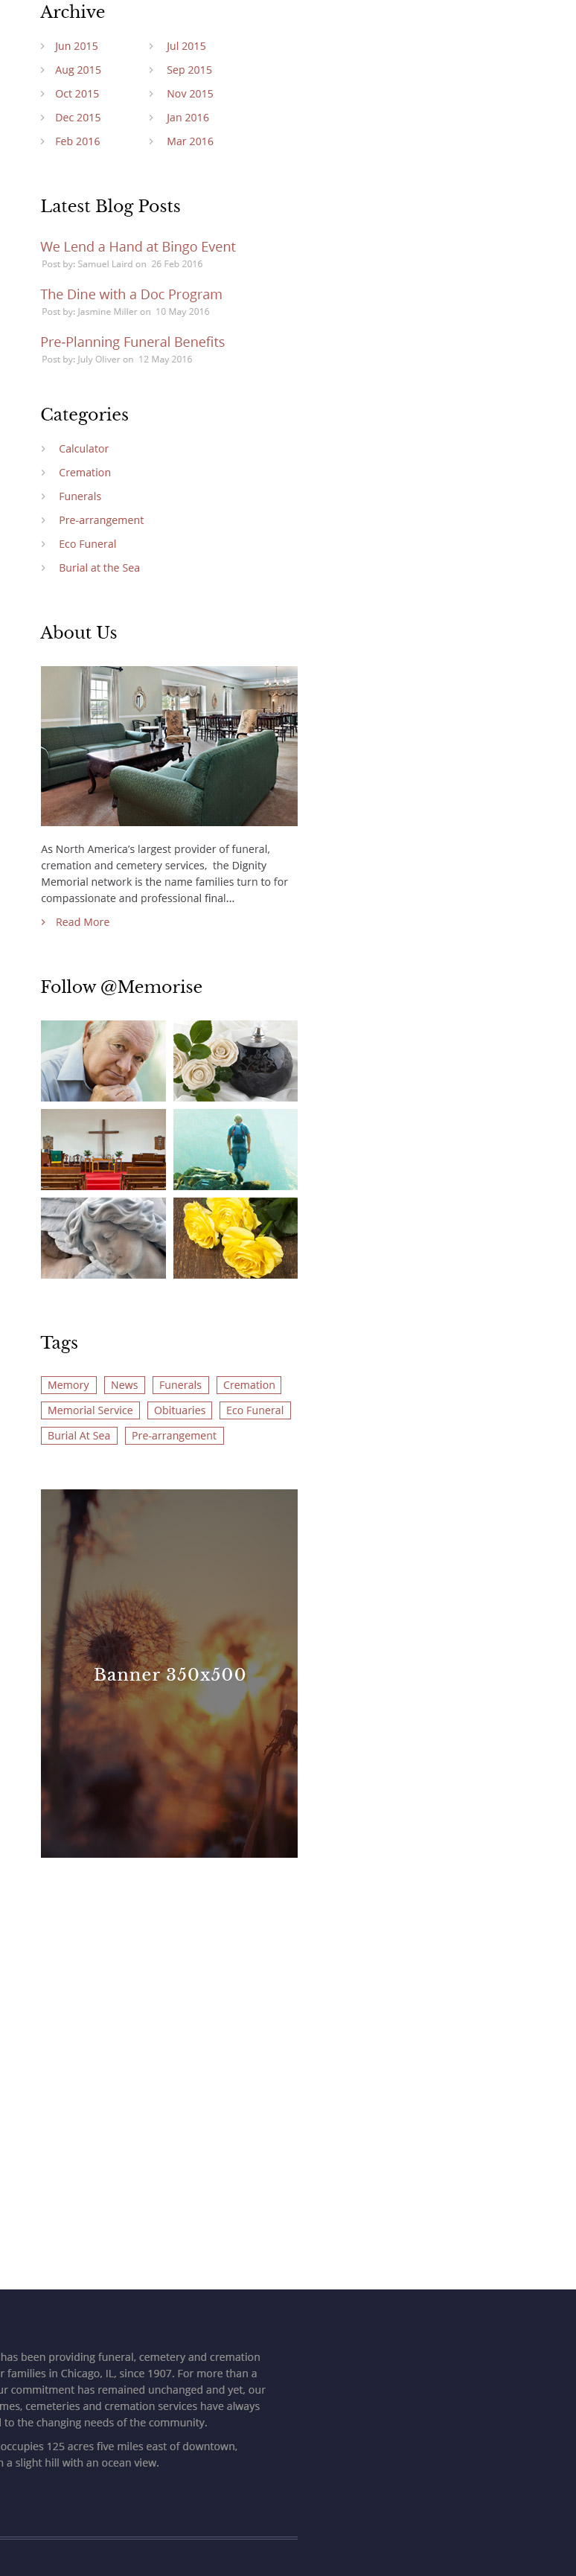 Archive
Jun 2015 Jul 2015
Aug 2015 Sep 2015
Oct 2015 Nov 2015
Dec 2015 Jan 2016
Feb 2016 Mar 2016
Latest Blog Posts
We Lend a Hand at Bingo Event
Post by: Samuel Laird on 26 Feb 2016
The Dine with a Doc Program
Post by: Jasmine Miller on 10 May 2016
Pre-Planning Funeral Benefits
Post by: July Oliver on 12 May 2016
Categories
Calculator
Cremation
Funerals
Pre-arrangement
Eco Funeral
Burial at the Sea
About Us
As North America's largest provider of funeral,
cremation and cemetery services, the Dignity
Memorial network is the name families turn to for
compassionate and professional final...
Read More
Follow @Memorise
Tags
Memory News Funerals Cremation
Memorial Service Obituaries Eco Funeral
Burial At Sea Pre-arrangement
Banner 350x500
has been providing funeral, cemetery and cremation
r families in Chicago, IL, since 1907. For more than a
ur commitment has remained unchanged and yet, our
mes, cemeteries and cremation services have always
to the changing needs of the community.
occupies 125 acres five miles east of downtown,
n a slight hill with an ocean view.